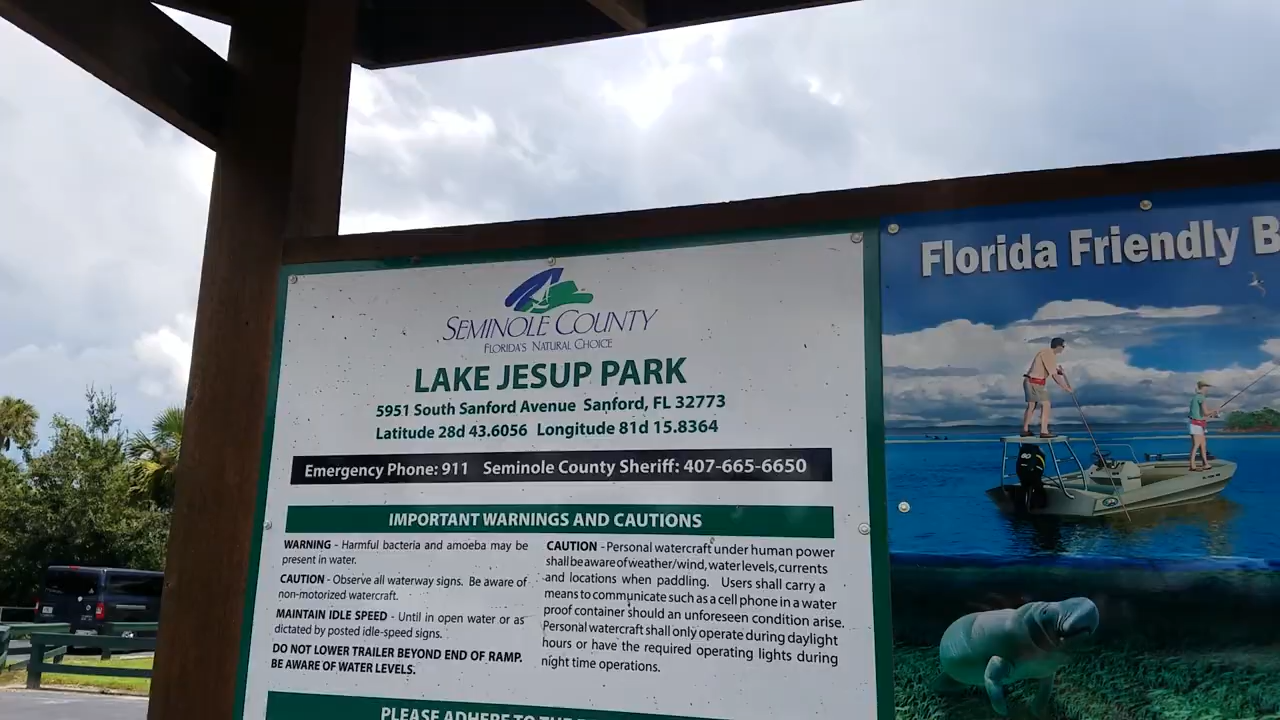 SEMINOLE COUNTY
FLORIDA'S NATURAL CHOICE
LAKE JESUP PARK
5951 South Sanford Avenue Sanford, FL 32773
Latitude 28d 43.6056 Longitude 81d 15.8364
Emergency Phone: 911 Seminole County Sheriff: 407-665-6650
IMPORTANT WARNINGS AND CAUTIONS
WARNING - Harmful bacteria and amoeba may be
present in water.
CAUTION - Observe all waterway signs. Be aware of
non-motorized watercraft.
MAINTAIN IDLE SPEED - Until in open water or as
dictated by posted idle-speed signs.
DO NOT LOWER TRAILER BEYOND END OF RAMP.
BE AWARE OF WATER LEVELS.
CAUTION - Personal watercraft under human power
shall be aware of weather/wind, water levels, currents
and locations when paddling. Users shall carry a
means to communicate such as a cell phone in a water
proof container should an unforeseen condition arise.
Personal watercraft shall only operate during daylight
hours or have the required operating lights during
night time operations.
PLEASE ADHERE TO THE
Florida Friendly B